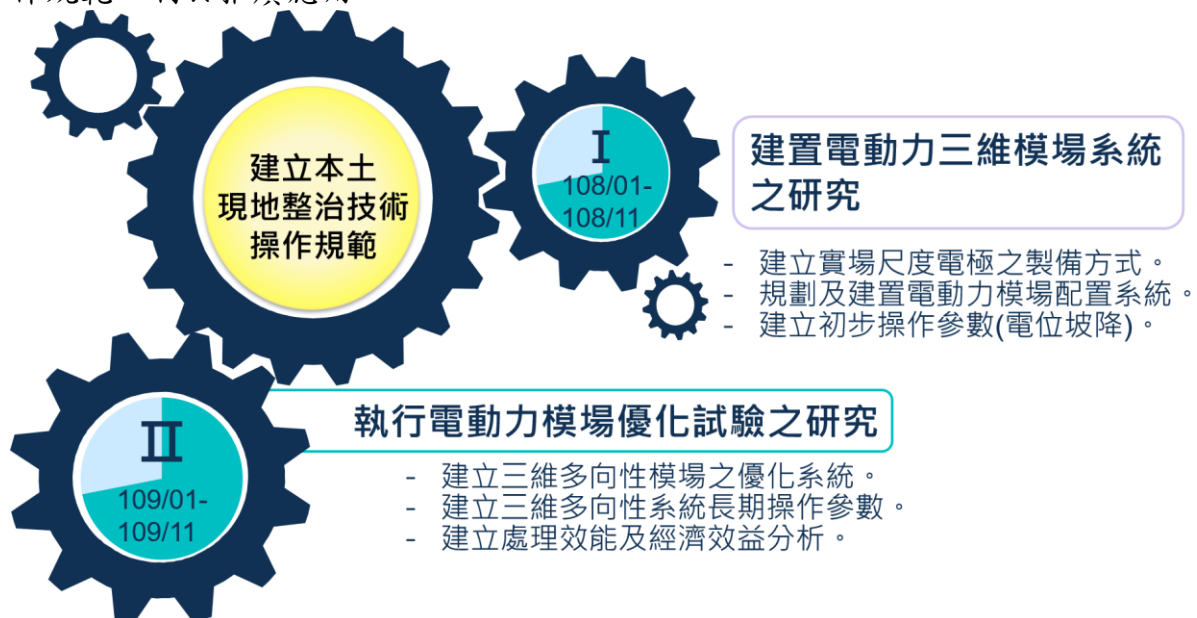 建立本土
現地整治技術
操作規範
I
108/01-
108/11
建置電動力三維模場系統
之研究
- 建立實場尺度電極之製備方式。
- 規劃及建置電動力模場配置系統。
- 建立初步操作參數(電位坡降)。
II
109/01-
109/11
執行電動力模場優化試驗之研究
- 建立三維多向性模場之優化系統。
- 建立三維多向性系統長期操作參數。
- 建立處理效能及經濟效益分析。